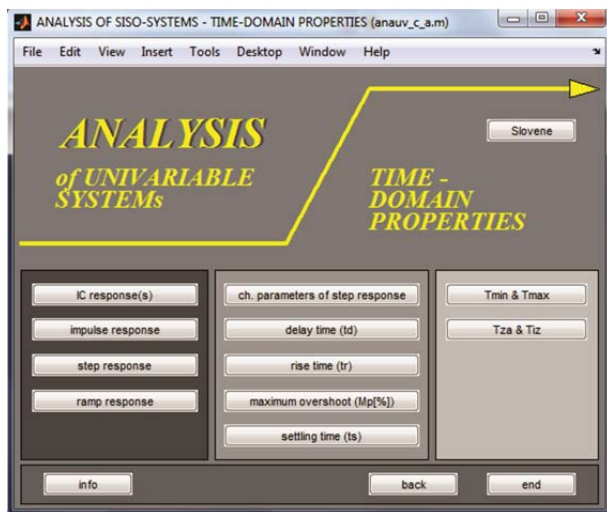 ANALYSIS OF SISO-SYSTEMS - TIME-DOMAIN PROPERTIES (anauv_c_a.m)
File Edit View Insert Tools Desktop Window Help
ANALYSIS
of UNIVARIABLE
SYSTEMs
Slovene
TIME -
DOMAIN
PROPERTIES
IC response(s)
impulse response
step response
ramp response
ch. parameters of step response
delay time (td)
rise time (tr)
maximum overshoot (Mp[%])
settling time (ts)
Tmin & Tmax
Tza & Tiz
info
back
end